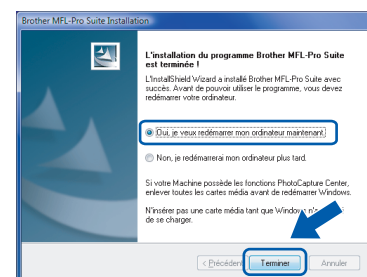 Brother MFL-Pro Suite Installation
L'installation du programme Brother MFL-Pro Suite
est terminée !
L'InstallShield Wizard a installé Brother MFL-Pro Suite avec
succès. Avant de pouvoir utiliser le programme, vous devez
redémarrer votre ordinateur.
Oui, je veux redémarrer mon ordinateur maintenant.
Non, je redémarrerai mon ordinateur plus tard.
Si votre Machine possède les fonctions PhotoCapture Center,
enlever toutes les cartes média avant de redémarrer Windows.
N'insérer pas une carte média tant que Windows
de se charger.
< Précédent Terminer Annuler